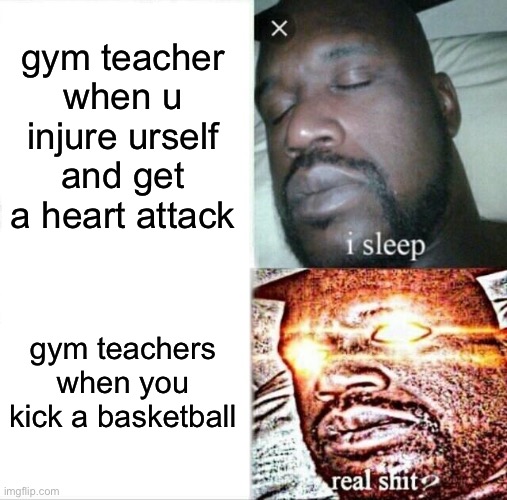 gym teacher
when u
injure urself
and get
a heart attack
i sleep
gym teachers
when you
kick a basketball
real shit?
imgflip.com